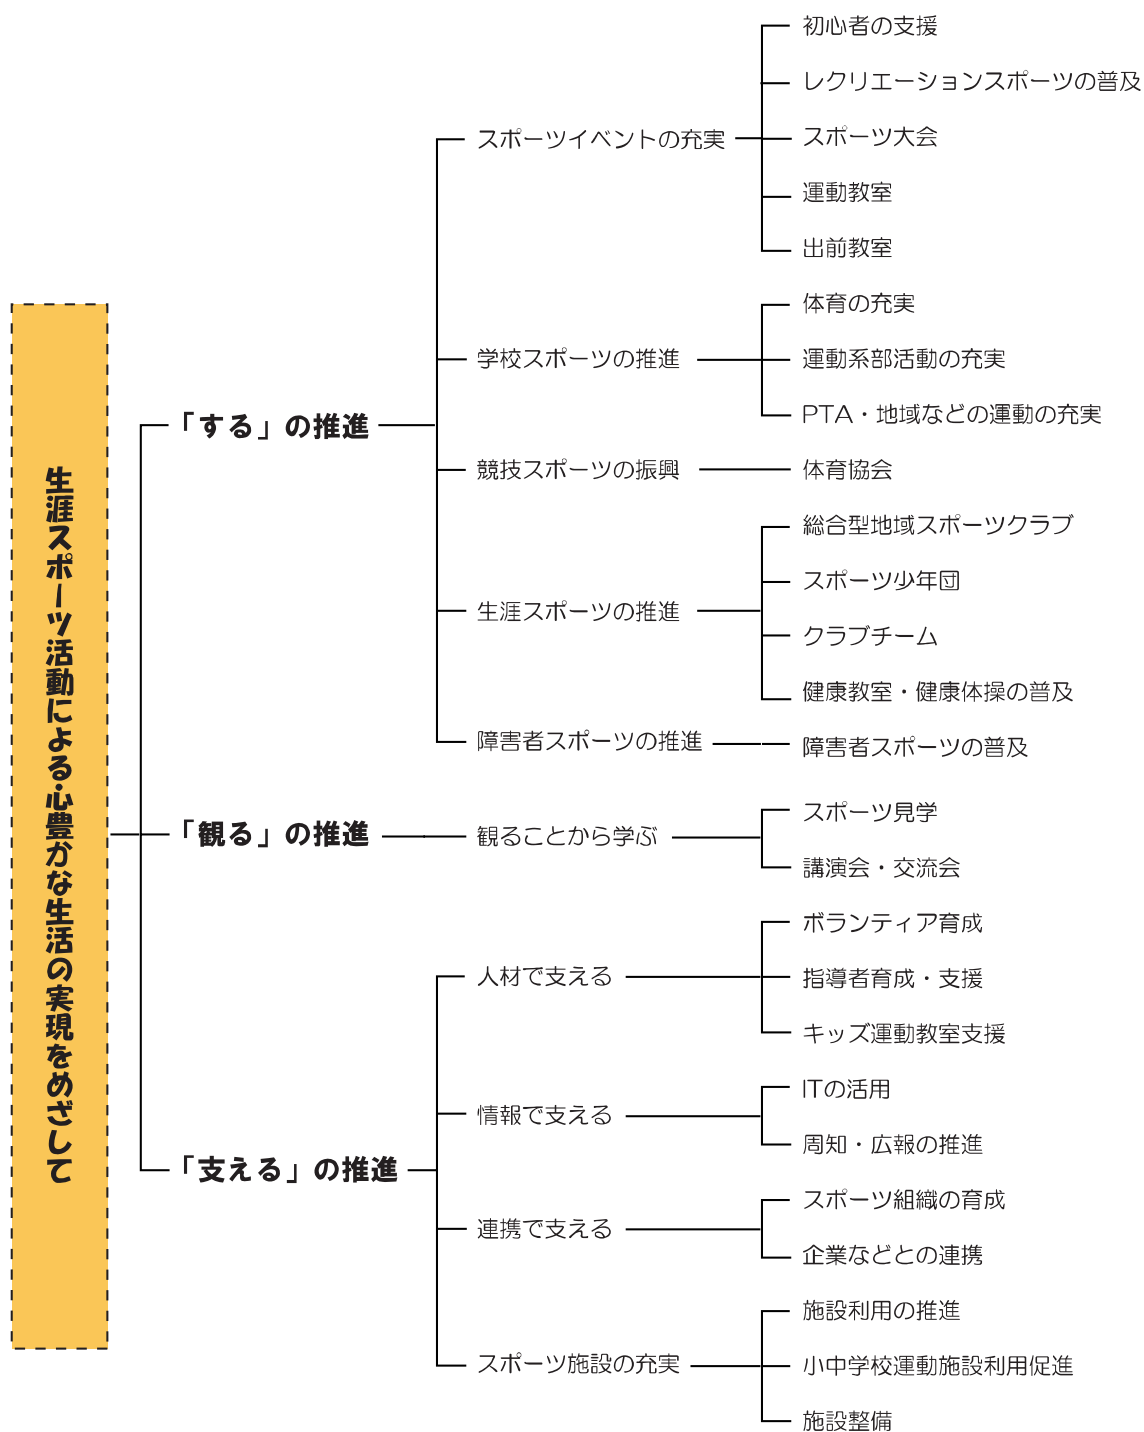 生涯スポーツ活動による心豊かな生活の実現をめざして
「する」の推進
スポーツイベントの充実
初心者の支援
レクリエーションスポーツの普及
スポーツ大会
運動教室
出前教室
学校スポーツの推進
体育の充実
運動系部活動の充実
PTA・地域などの運動の充実
競技スポーツの振興
体育協会
生涯スポーツの推進
総合型地域スポーツクラブ
スポーツ少年団
クラブチーム
健康教室・健康体操の普及
障害者スポーツの推進
障害者スポーツの普及
「観る」の推進
観ることから学ぶ
スポーツ見学
講演会・交流会
「支える」の推進
人材で支える
ボランティア育成
指導者育成・支援
キッズ運動教室支援
情報で支える
ITの活用
周知・広報の推進
連携で支える
スポーツ組織の育成
企業などとの連携
スポーツ施設の充実
施設利用の推進
小中学校運動施設利用促進
施設整備